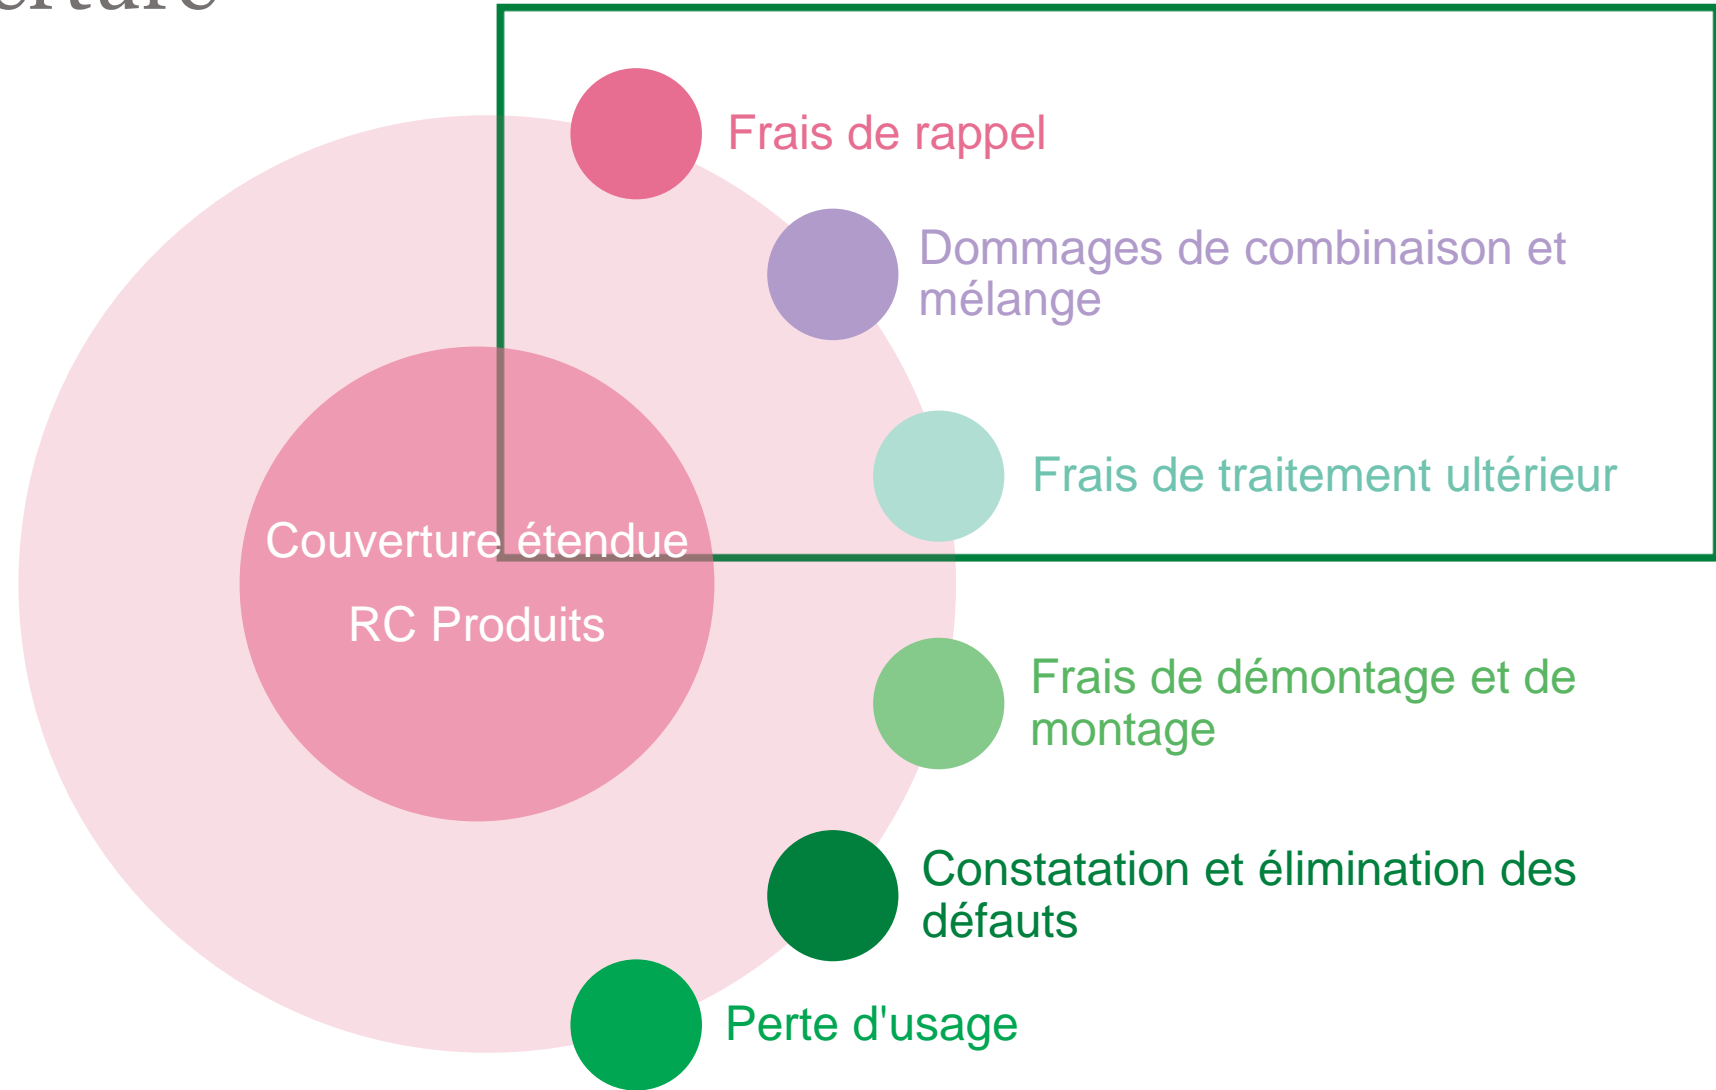 Frais de rappel
Dommages de combinaison et
mélange
Frais de traitement ultérieur
Couverture étendue
RC Produits
Frais de démontage et de
montage
Constatation et élimination des
défauts
Perte d'usage